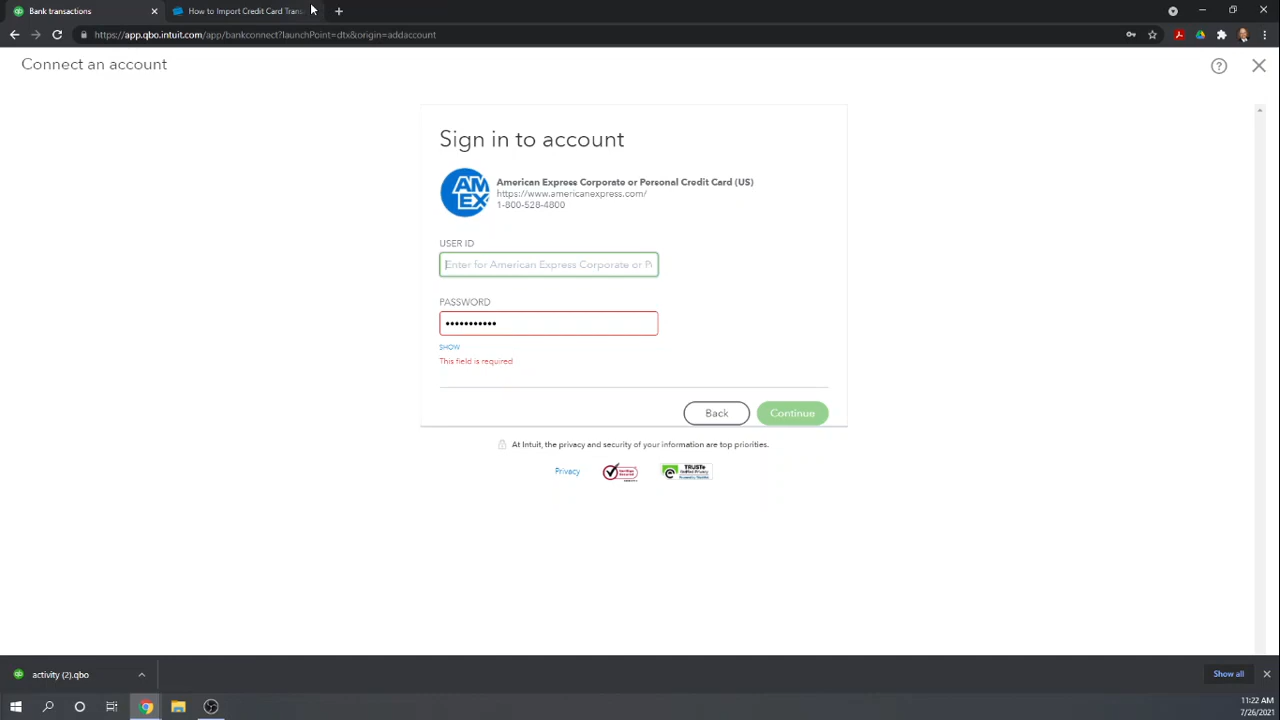 Bank transactions
How to Import Credit Card Trans
https://app.qbo.intuit.com/app/bankconnect?launchPoint=dtx&origin=addaccount
Connect an account
Sign in to account
AM
EX
American Express Corporate or Personal Credit Card (US)
https://www.americanexpress.com/
1-800-528-4800
USER ID
Enter for American Express Corporate or P
PASSWORD
•••••••••••
SHOW
This field is required
Back
Continue
At Intuit, the privacy and security of your information are top priorities.
Privacy
TRUSTe
activity (2).qbo
Show all
11:22 AM
7/26/2021